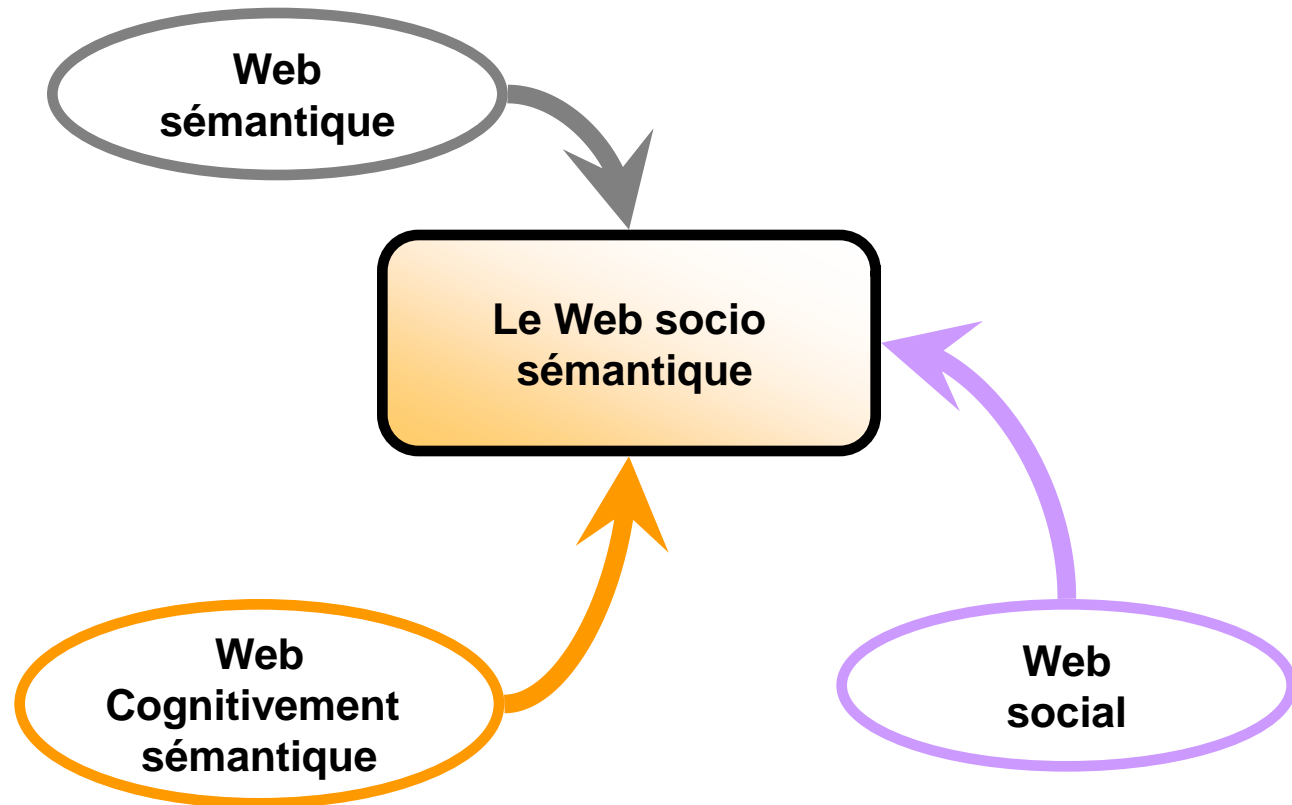 Web
sémantique
Le Web socio
sémantique
Web
Cognitivement
sémantique
Web
social